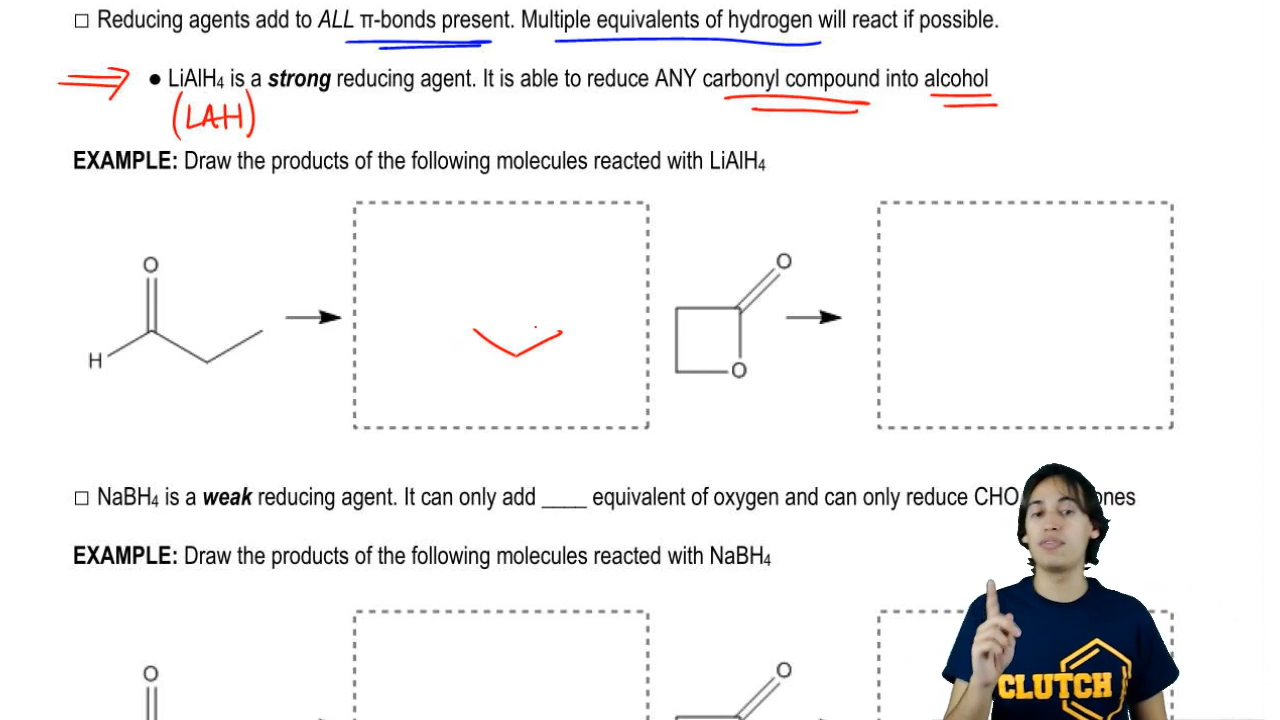 □ Reducing agents add to ALL π-bonds present. Multiple equivalents of hydrogen will react if possible.
● LiAlH₄ is a strong reducing agent. It is able to reduce ANY carbonyl compound into alcohol
(LAH)
EXAMPLE: Draw the products of the following molecules reacted with LiAlH₄
O
O
H
O
□ NaBH₄ is a weak reducing agent. It can only add ____ equivalent of oxygen and can only reduce CHO
EXAMPLE: Draw the products of the following molecules reacted with NaBH₄
O
O
CLUTCH